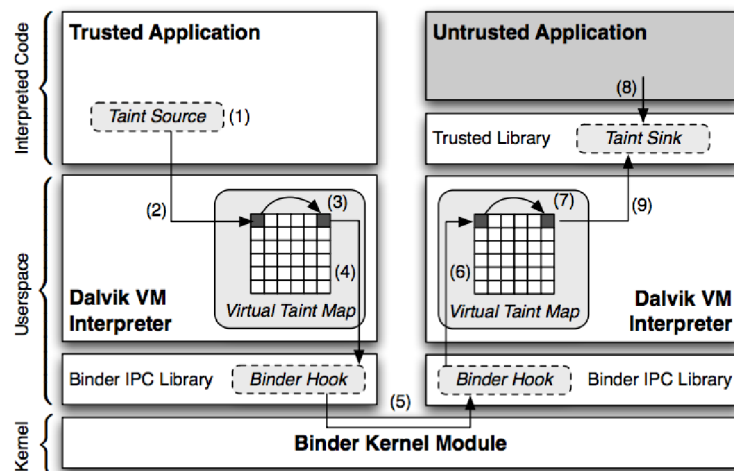 Interpreted Code
Trusted Application
Taint Source
(1)
Untrusted Application
(8)
Trusted Library
Taint Sink
Userspace
(2)
(3)
(4)
Virtual Taint Map
Dalvik VM
Interpreter
(6)
(7)
(9)
Virtual Taint Map
Dalvik VM
Interpreter
Binder IPC Library
Binder Hook
(5)
Binder Hook
Binder IPC Library
Kernel
Binder Kernel Module